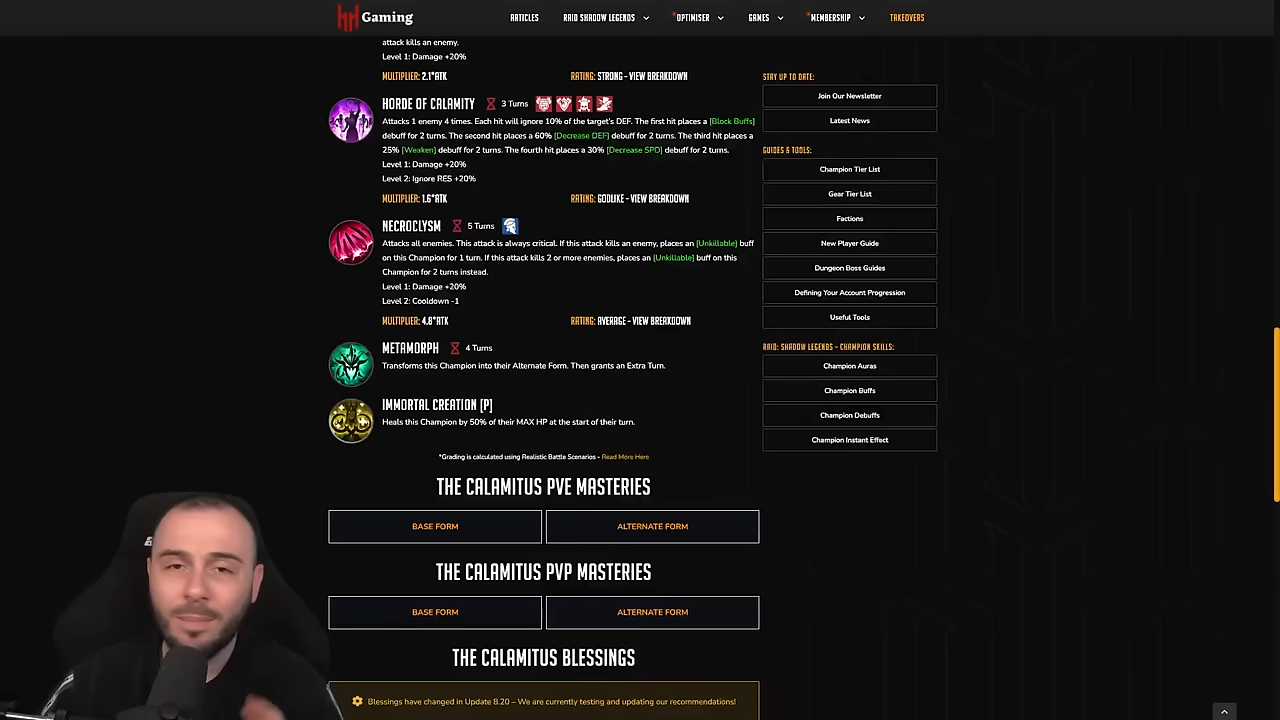 Gaming
ARTICLES
RAID SHADOW LEGENDS
*OPTIMISER
GAMES
*MEMBERSHIP
TAKEOVERS
attack kills an enemy.
Level 1: Damage +20%
MULTIPLIER: 2.1*ATK
RATING: STRONG - VIEW BREAKDOWN
HORDE OF CALAMITY
3 Turns
Attacks 1 enemy 4 times. Each hit will ignore 10% of the target's DEF. The first hit places a [Block Buffs]
debuff for 2 turns. The second hit places a 60% [Decrease DEF] debuff for 2 turns. The third hit places a
25% [Weaken] debuff for 2 turns. The fourth hit places a 30% [Decrease SPD] debuff for 2 turns.
Level 1: Damage +20%
Level 2: Ignore RES +20%
MULTIPLIER: 1.6*ATK
RATING: GODLIKE - VIEW BREAKDOWN
NECROCLYSM
5 Turns
Attacks all enemies. This attack is always critical. If this attack kills an enemy, places an [Unkillable] buff
on this Champion for 1 turn. If this attack kills 2 or more enemies, places an [Unkillable] buff on this
Champion for 2 turns instead.
Level 1: Damage +20%
Level 2: Cooldown -1
MULTIPLIER: 4.8*ATK
RATING: AVERAGE - VIEW BREAKDOWN
METAMORPH
4 Turns
Transforms this Champion into their Alternate Form. Then grants an Extra Turn.
IMMORTAL CREATION [P]
Heals this Champion by 50% of their MAX HP at the start of their turn.
*Grading is calculated using Realistic Battle Scenarios - Read More Here
THE CALAMITUS PVE MASTERIES
BASE FORM
ALTERNATE FORM
THE CALAMITUS PVP MASTERIES
BASE FORM
ALTERNATE FORM
THE CALAMITUS BLESSINGS
Blessings have changed in Update 8.20 – We are currently testing and updating our recommendations!
STAY UP TO DATE:
Join Our Newsletter
Latest News
GUIDES & TOOLS:
Champion Tier List
Gear Tier List
Factions
New Player Guide
Dungeon Boss Guides
Defining Your Account Progression
Useful Tools
RAID: SHADOW LEGENDS - CHAMPION SKILLS:
Champion Auras
Champion Buffs
Champion Debuffs
Champion Instant Effect